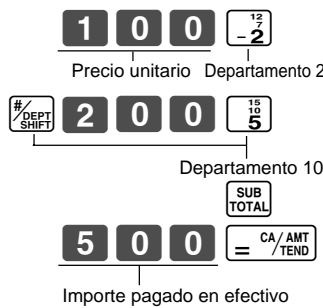 1 0 0 12 7 - 2
Precio unitario Departamento 2
#/DEPT SHIFT 2 0 0 15 10 5
Departamento 10
SUB TOTAL
5 0 0 = CA/AMT /TEND
Importe pagado en efectivo